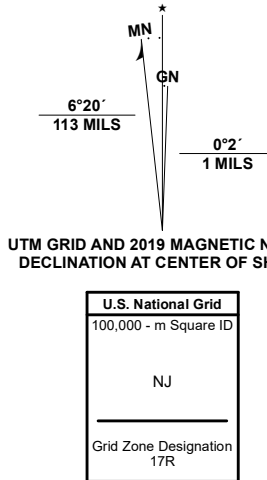 MN
GN
6°20´
113 MILS
0°2´
1 MILS
UTM GRID AND 2019 MAGNETIC
DECLINATION AT CENTER OF
U.S. National Grid
100,000 - m Square ID
NJ
Grid Zone Designation
17R